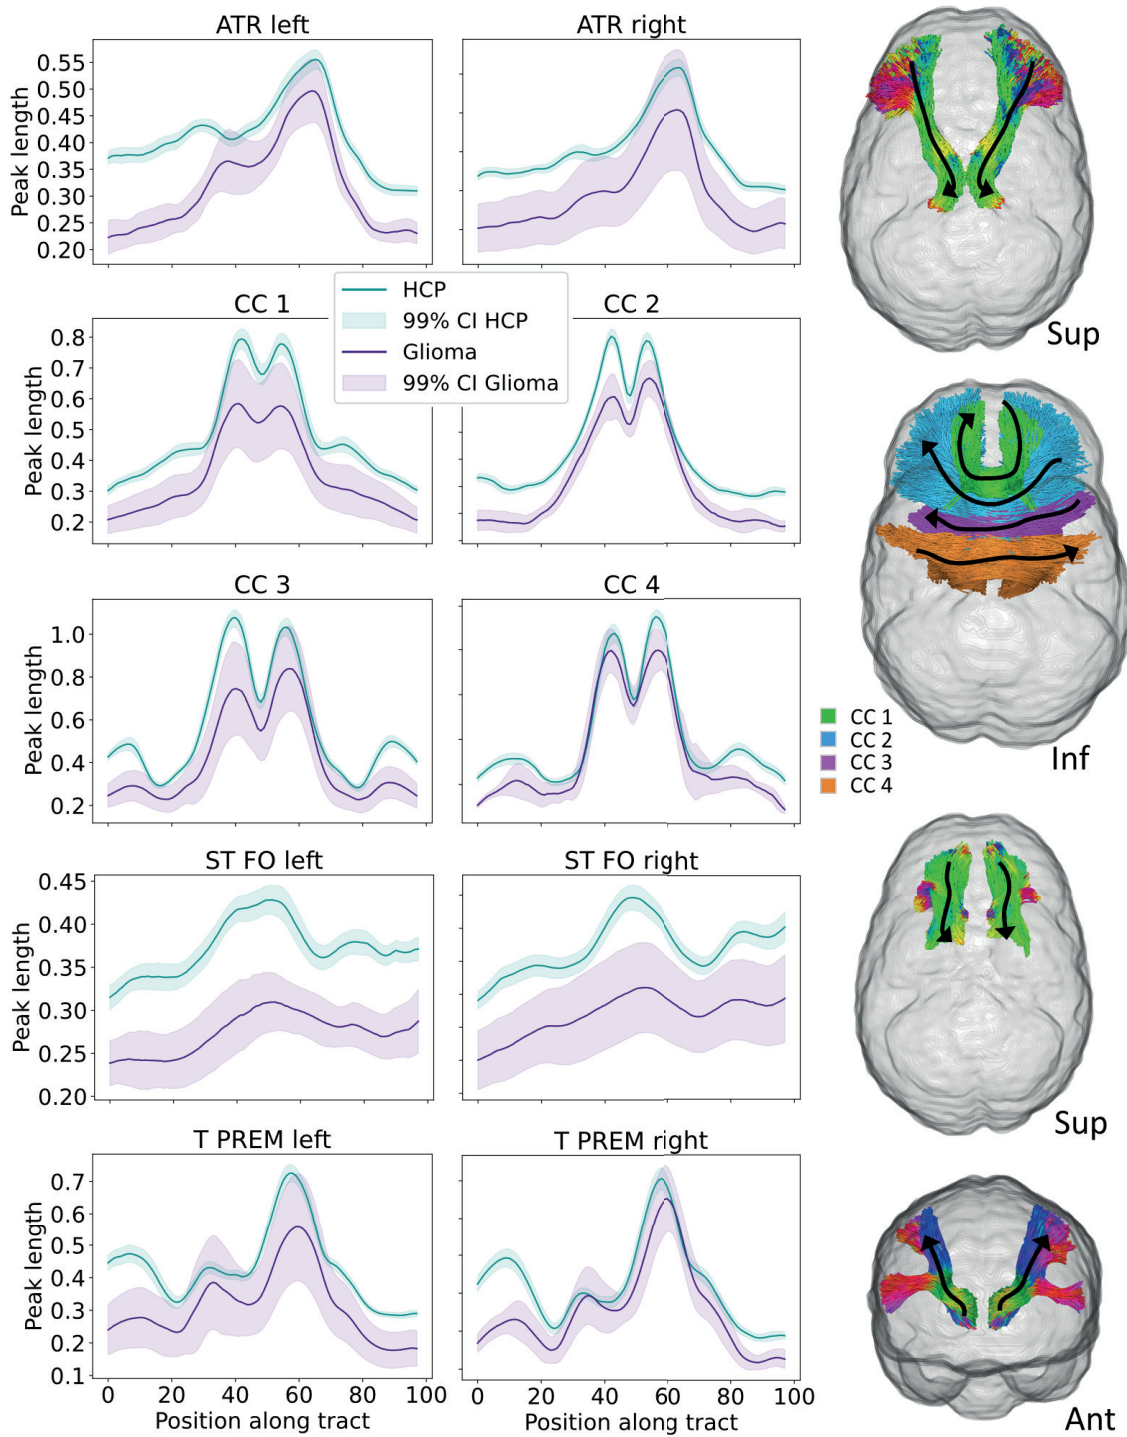 ATR left
ATR right
Peak length
0.55
0.50
0.45
0.40
0.35
0.30
0.25
0.20
0 20 40 60 80 100
Sup
HCP
99% CI HCP
Glioma
99% CI Glioma
CC 1
CC 2
Peak length
0.8
0.7
0.6
0.5
0.4
0.3
0.2
CC 3
CC 4
Peak length
1.0
0.8
0.6
0.4
0.2
CC 1
CC 2
CC 3
CC 4
Inf
ST FO left
ST FO right
Peak length
0.45
0.40
0.35
0.30
0.25
0.20
Sup
T PREM left
T PREM right
Peak length
0.7
0.6
0.5
0.4
0.3
0.2
0.1
0 20 40 60 80 100
0 20 40 60 80 100
Position along tract
Position along tract
Ant